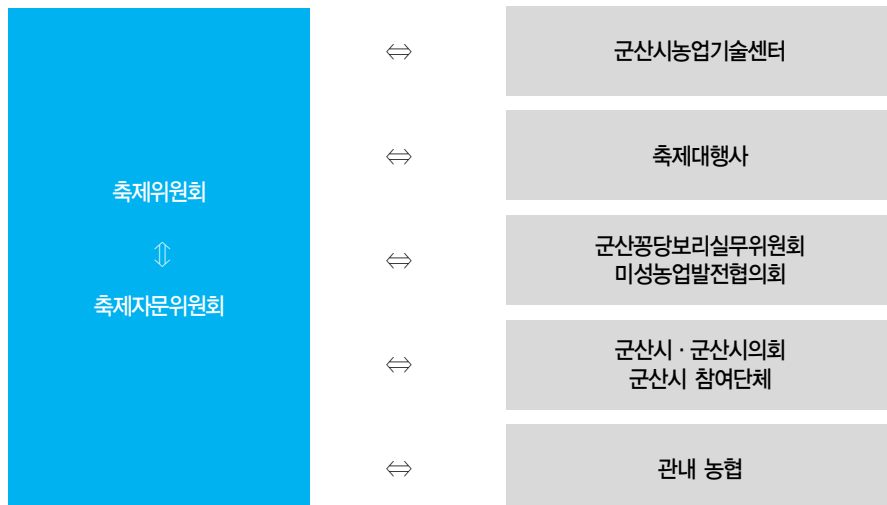 축제위원회
⇕
축제자문위원회
⇔
군산시농업기술센터
⇔
축제대행사
⇔
군산꽁당보리실무위원회
미성농업발전협의회
⇔
군산시 · 군산시의회
군산시 참여단체
⇔
관내 농협